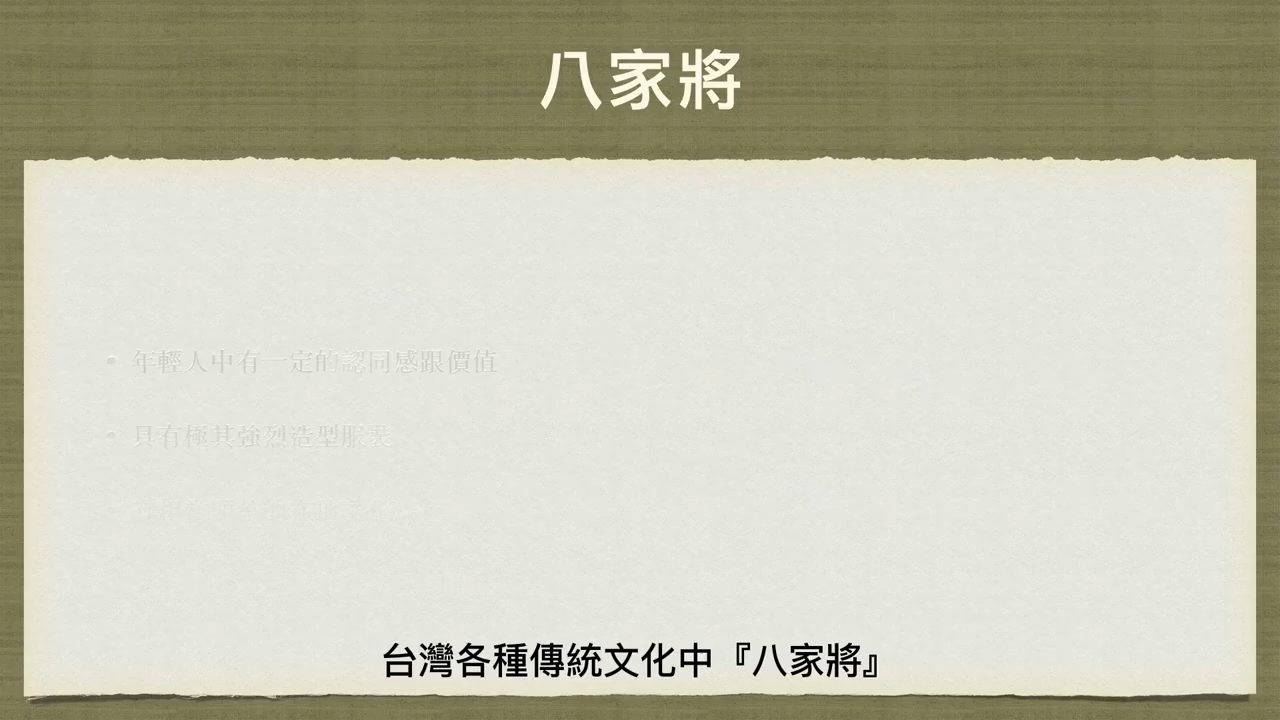 八家將
• 年輕人中有一定的認同感跟價值
• 具有極其強烈造型服裝
台灣各種傳統文化中『八家將』